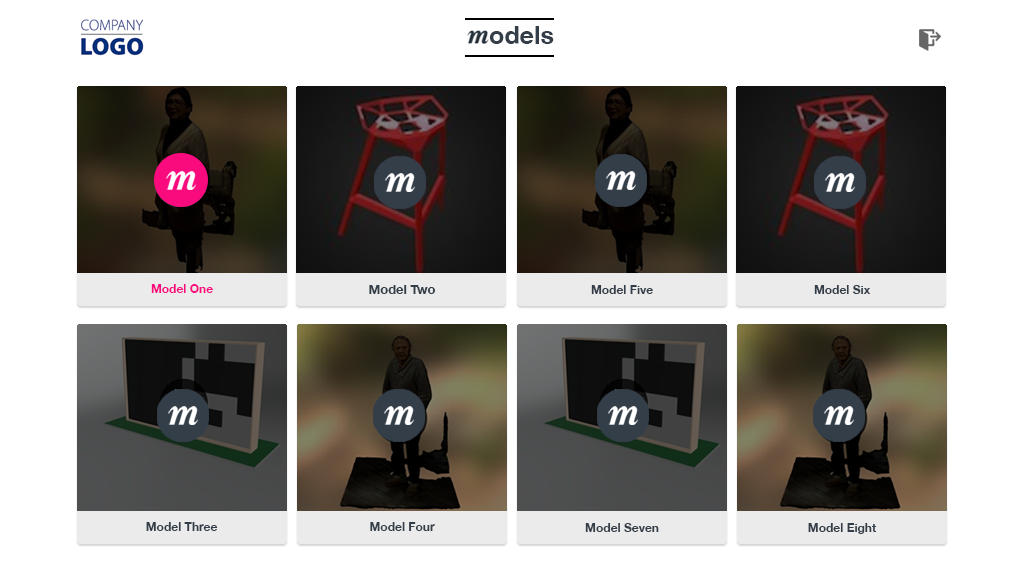 COMPANY
LOGO
models
m
m
m
m
Model One
Model Two
Model Five
Model Six
m
m
m
m
Model Three
Model Four
Model Seven
Model Eight